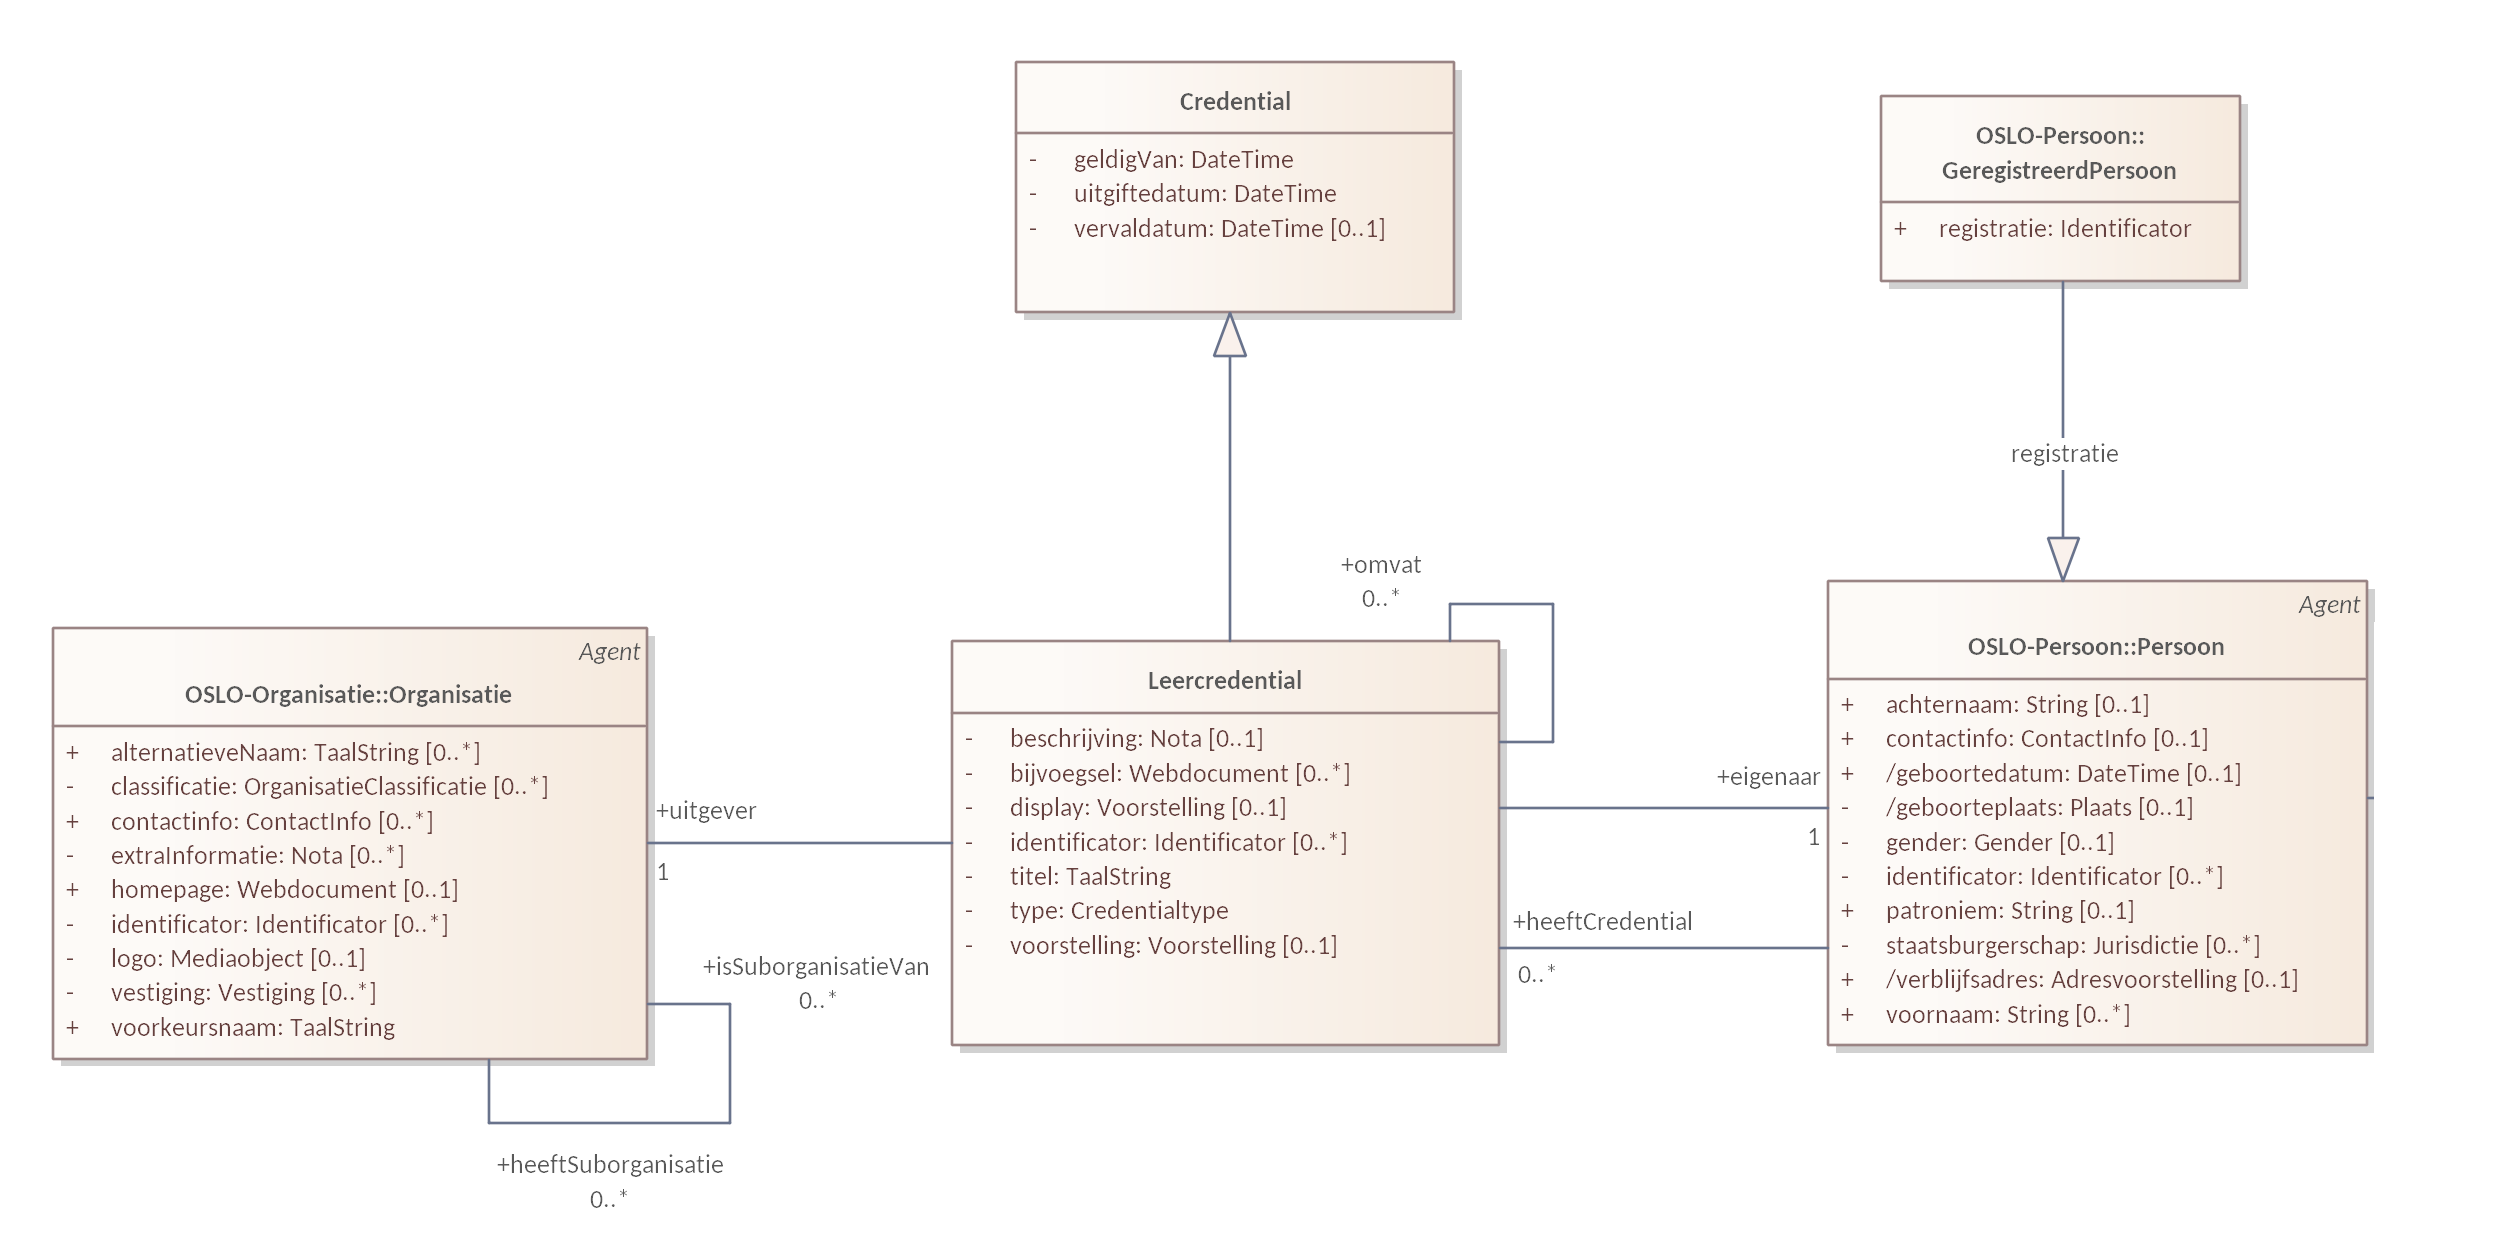 Credential
- geldigVan: DateTime
- uitgiftedatum: DateTime
- vervaldatum: DateTime [0..1]
OSLO-Persoon::
GeregistreerdPersoon
+ registratie: Identificator
registratie
+omvat
0..*
Agent
OSLO-Organisatie::Organisatie
+ alternatieveNaam: TaalString [0..*]
- classificatie: OrganisatieClassificatie [0..*]
+ contactinfo: ContactInfo [0..*]
- extraInformatie: Nota [0..*]
+ homepage: Webdocument [0..1]
- identificator: Identificator [0..*]
- logo: Mediaobject [0..1]
- vestiging: Vestiging [0..*]
+ voorkeursnaam: TaalString
+uitgever
1
+isSuborganisatieVan
0..*
+heeftSuborganisatie
0..*
Leercredential
- beschrijving: Nota [0..1]
- bijvoegsel: Webdocument [0..*]
- display: Voorstelling [0..1]
- identificator: Identificator [0..*]
- titel: TaalString
- type: Credentialtype
- voorstelling: Voorstelling [0..1]
+eigenaar
1
+heeftCredential
0..*
Agent
OSLO-Persoon::Persoon
+ achternaam: String [0..1]
+ contactinfo: ContactInfo [0..1]
+ /geboortedatum: DateTime [0..1]
- /geboorteplaats: Plaats [0..1]
- gender: Gender [0..1]
- identificator: Identificator [0..*]
+ patroniem: String [0..1]
- staatsburgerschap: Jurisdictie [0..*]
+ /verblijfsadres: Adresvoorstelling [0..1]
+ voornaam: String [0..*]